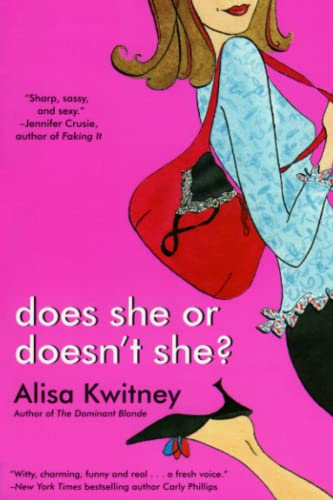 "Sharp, sassy,
and sexy."
–Jennifer Crusie,
author of Faking It
does she or
doesn't she?
Alisa Kwitney
Author of The Dominant Blonde
"Witty, charming, funny and real . . . a fresh voice."
–New York Times bestselling author Carly Phillips